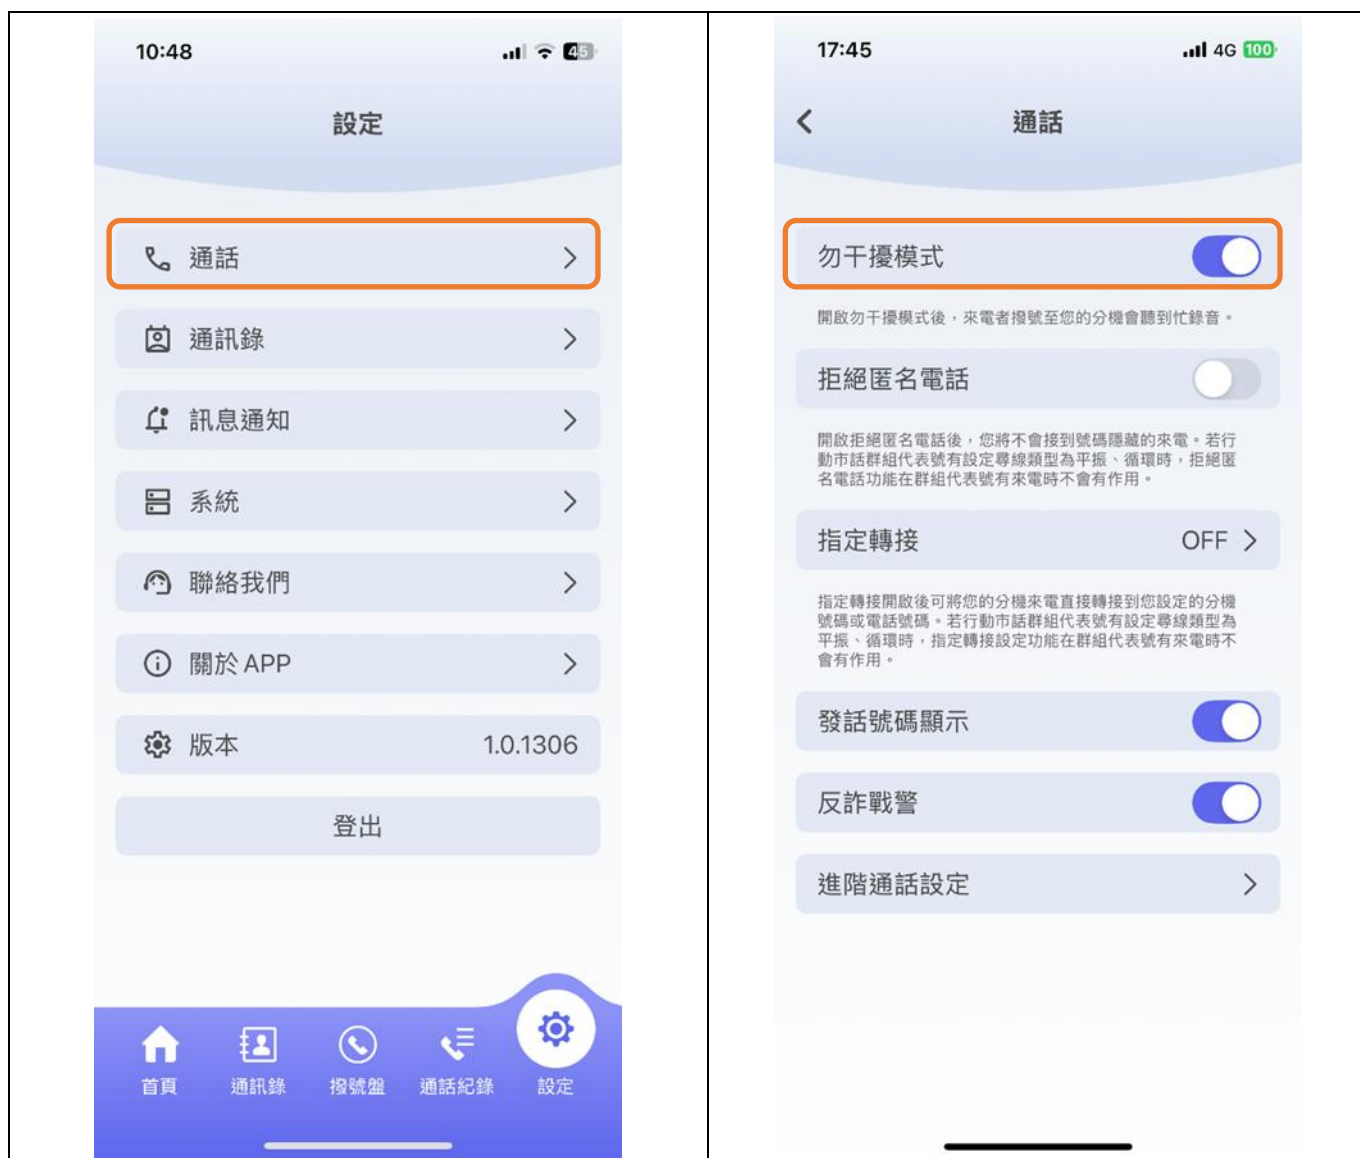 10:48
45
設定
通話
通訊錄
訊息通知
系統
聯絡我們
關於 APP
版本 1.0.1306
登出
首頁 通訊錄 撥號盤 通話紀錄 設定
17:45
4G 100
通話
勿干擾模式
開啟勿干擾模式後，來電者撥號至您的分機會聽到忙錄音。
拒絕匿名電話
開啟拒絕匿名電話後，您將不會接到號碼隱藏的來電。若行
動市話群組代表號有設定尋線類型為平振、循環時，拒絕匿
名電話功能在群組代表號有來電時不會有作用。
指定轉接 OFF
指定轉接開啟後可將您的分機來電直接轉接到您設定的分機
號碼或電話號碼。若行動市話群組代表號有設定尋線類型為
平振、循環時，指定轉接設定功能在群組代表號有來電時不
會有作用。
發話號碼顯示
反詐戰警
進階通話設定